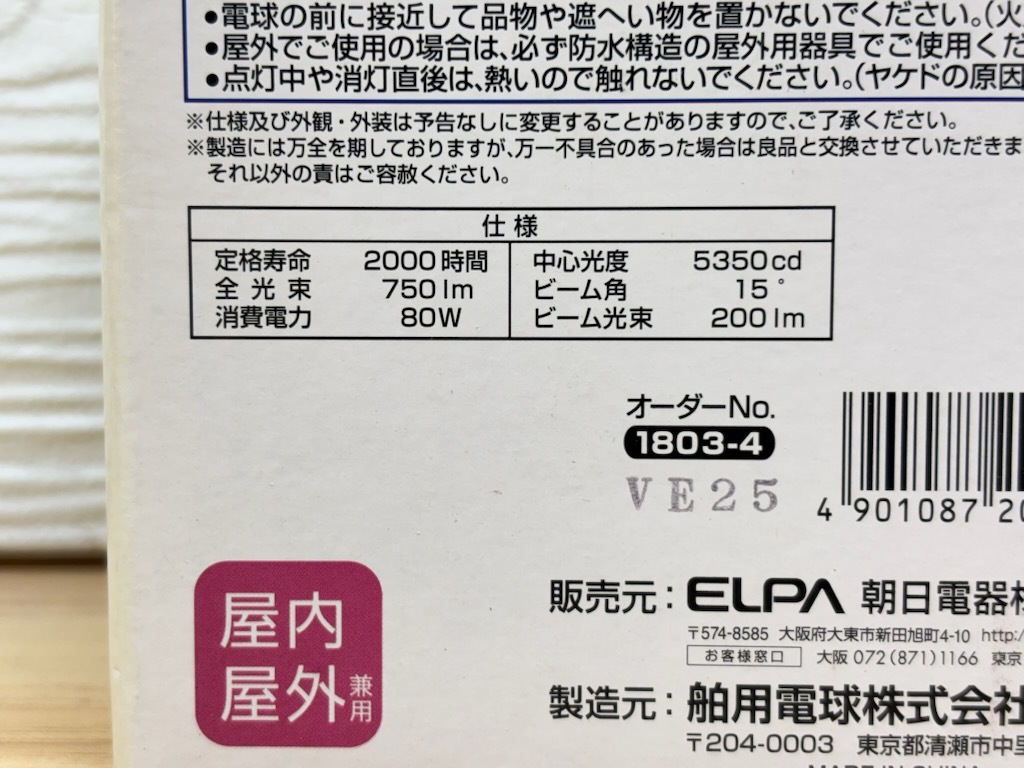 ●電球の前に接近して品物や遮へい物を置かないでください。(火
●屋外でご使用の場合は、必ず防水構造の屋外用器具でご使用くだ
●点灯中や消灯直後は、熱いので触れないでください。(ヤケドの原因
※仕様及び外観・外装は予告なしに変更することがありますので、ご了承ください。
※製造には万全を期しておりますが、万一不具合のあった場合は良品と交換させていただきま
それ以外の責はご容赦ください。
仕様
定格寿命 2000時間 中心光度 5350cd
全光束 750lm ビーム角 15°
消費電力 80W ビーム光束 200lm
オーダーNo.
1803-4
VE25
4 901087 20
屋内
屋外兼用
販売元：ELPA 朝日電器株
〒574-8585 大阪府大東市新田旭町4-10 http:/
お客様窓口 大阪 072(871)1166 東京
製造元：舶用電球株式会社
〒204-0003 東京都清瀬市中里
MADE IN CHINA